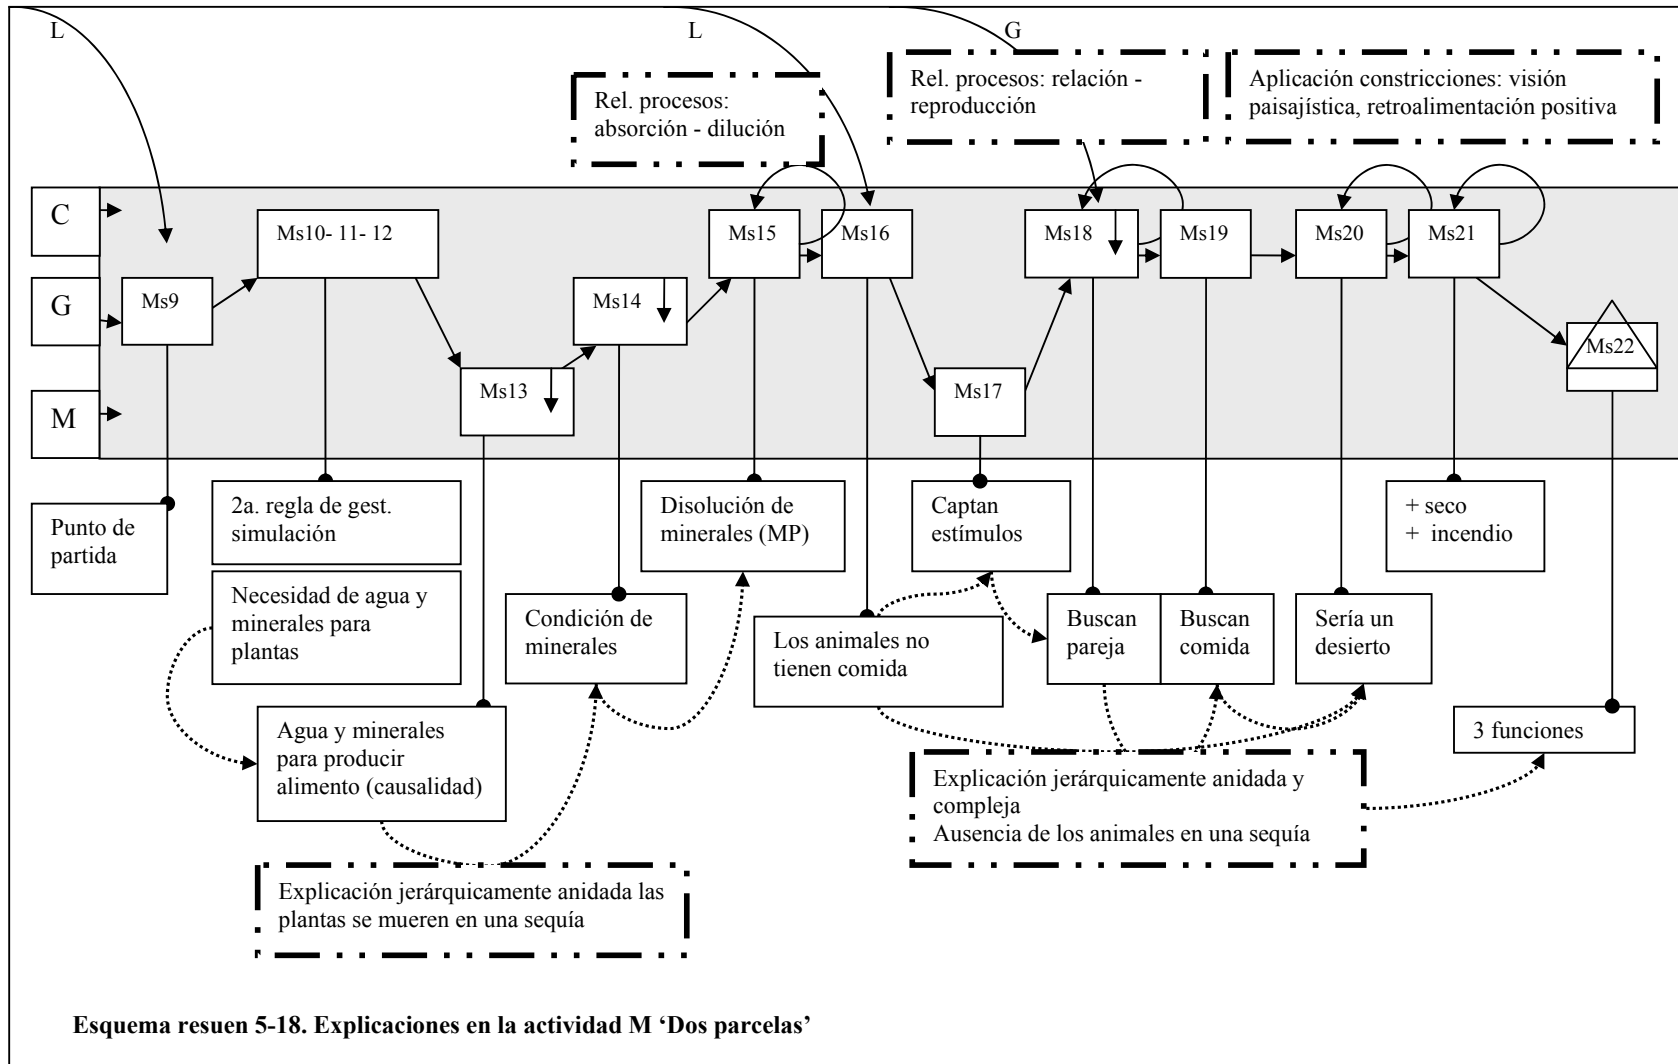 L
L
G
Rel. procesos:
absorción - dilución
Rel. procesos: relación -
reproducción
Aplicación constricciones: visión
paisajística, retroalimentación positiva
C
G
M
Ms9
Ms10- 11- 12
Ms13
Ms14
Ms15
Ms16
Ms17
Ms18
Ms19
Ms20
Ms21
Ms22
Punto de
partida
2a. regla de gest.
simulación
Necesidad de agua y
minerales para
plantas
Agua y minerales
para producir
alimento (causalidad)
Condición de
minerales
Disolución de
minerales (MP)
Los animales no
tienen comida
Captan
estímulos
Buscan
pareja
Buscan
comida
Sería un
desierto
+ seco
+ incendio
3 funciones
Explicación jerárquicamente anidada y
compleja
Ausencia de los animales en una sequía
Explicación jerárquicamente anidada las
plantas se mueren en una sequía
Esquema resuen 5-18. Explicaciones en la actividad M ‘Dos parcelas’